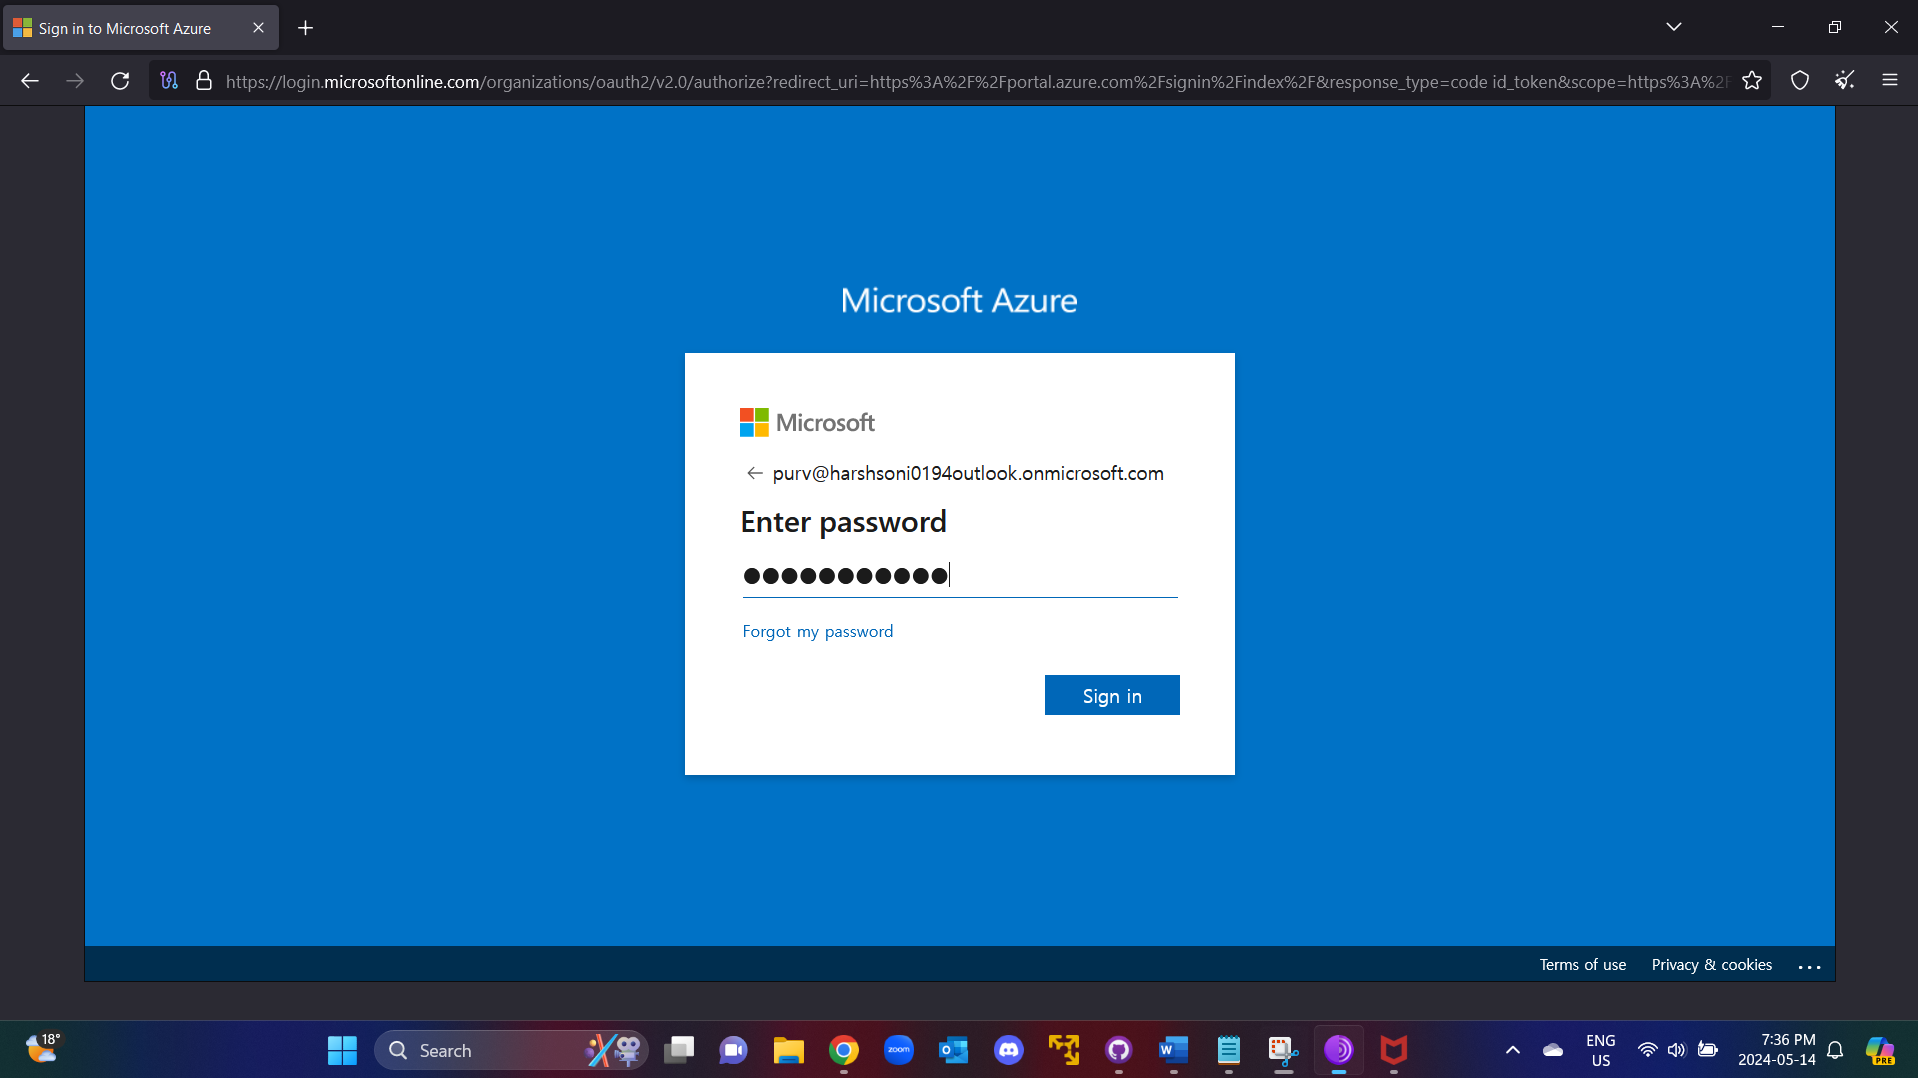 Sign in to Microsoft Azure
https://login.microsoftonline.com/organizations/oauth2/v2.0/authorize?redirect_uri=https%3A%2F%2Fportal.azure.com%2Fsignin%2Findex%2F&response_type=code id_token&scope=https%3A%2F
Microsoft Azure
Microsoft
purv@harshsoni0194outlook.onmicrosoft.com
Enter password
Forgot my password
Sign in
Terms of use Privacy & cookies ...
18°
Search
zoom
W
ENG
US
7:36 PM
2024-05-14
PRE